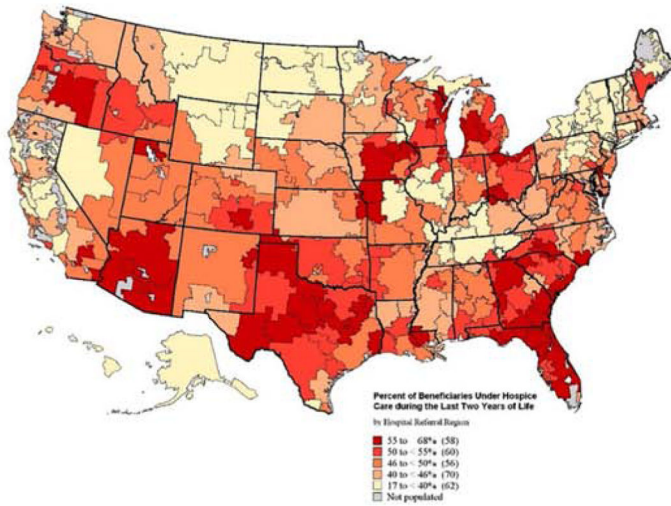 Percent of Beneficiaries Under Hospice
Care during the Last Two Years of Life
by Hospital Referral Region
55 to 68% (58)
50 to < 55% (60)
46 to < 50% (56)
40 to < 46% (70)
17 to < 40% (62)
Not populated